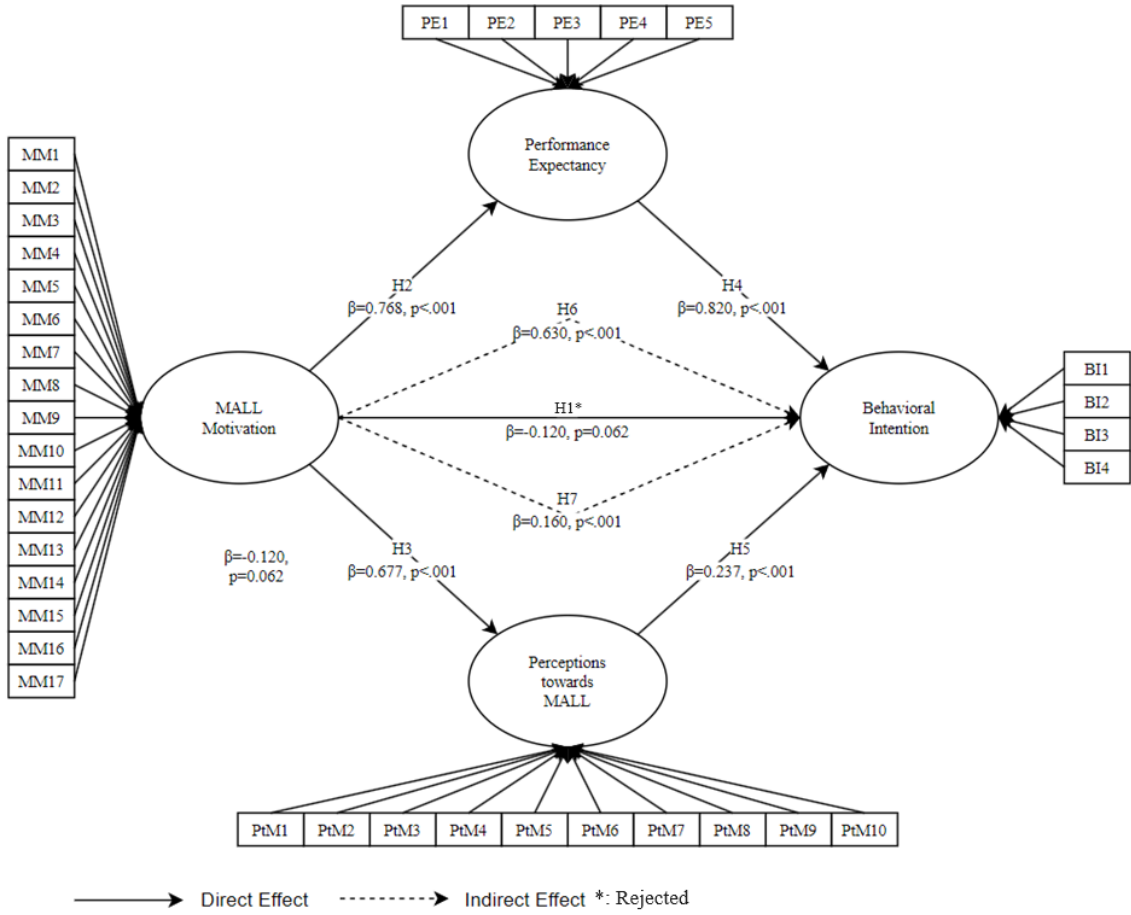 PE1 PE2 PE3 PE4 PE5
Performance
Expectancy
MM1
MM2
MM3
MM4
MM5
MM6
MM7
MM8
MM9
MM10
MM11
MM12
MM13
MM14
MM15
MM16
MM17
H2
β=0.768, p<.001
H4
β=0.820, p<.001
H6
β=0.630, p<.001
MALL
Motivation
H1*
β=-0.120, p=0.062
Behavioral
Intention
BI1
BI2
BI3
BI4
H7
β=0.160, p<.001
H3
β=0.677, p<.001
H5
β=0.237, p<.001
β=-0.120,
p=0.062
Perceptions
towards
MALL
PtM1 PtM2 PtM3 PtM4 PtM5 PtM6 PtM7 PtM8 PtM9 PtM10
Direct Effect Indirect Effect *: Rejected